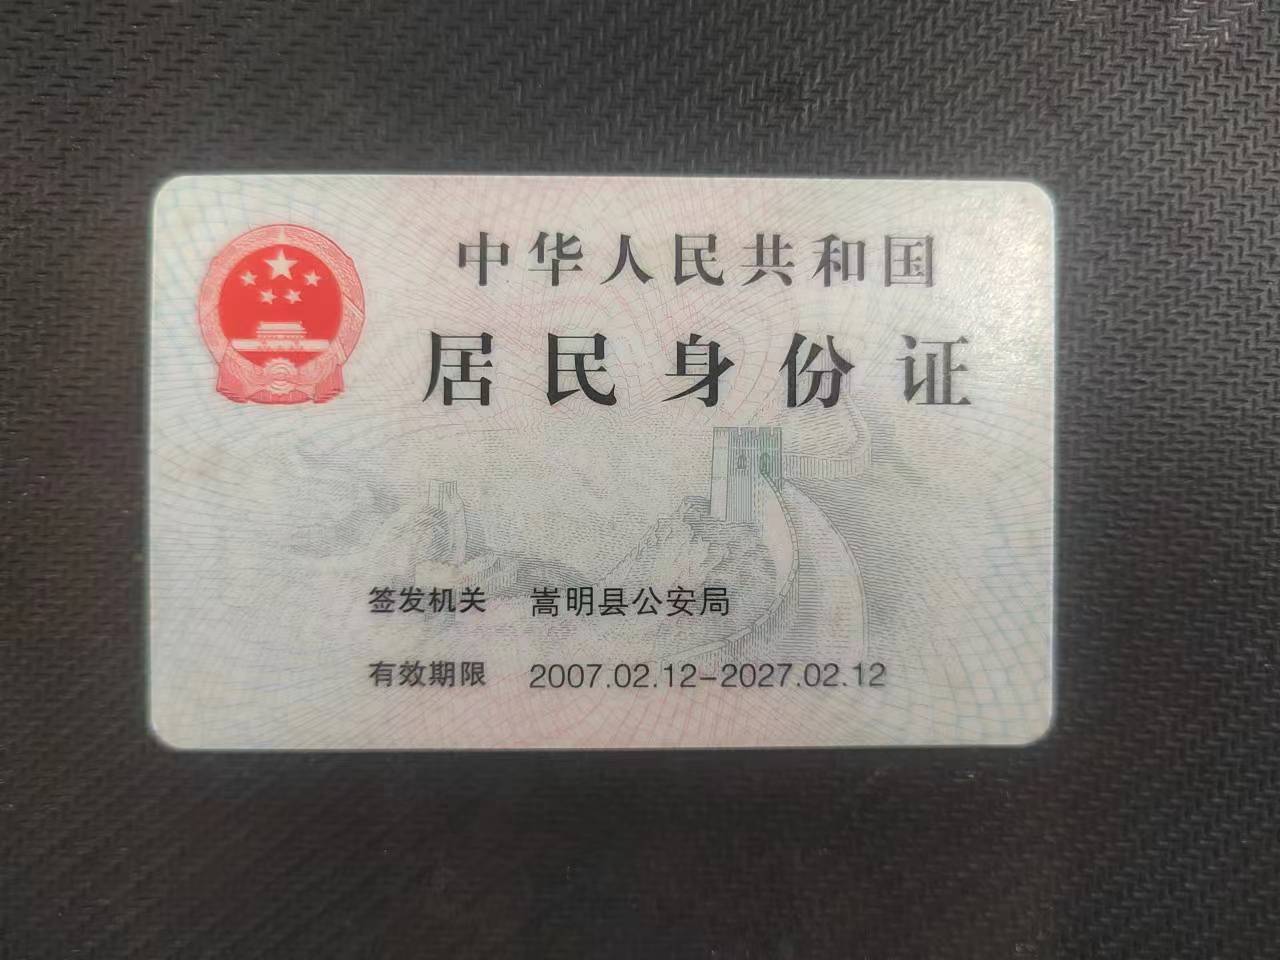 中华人民共和国
居民身份证
签发机关 嵩明县公安局
有效期限 2007.02.12-2027.02.12